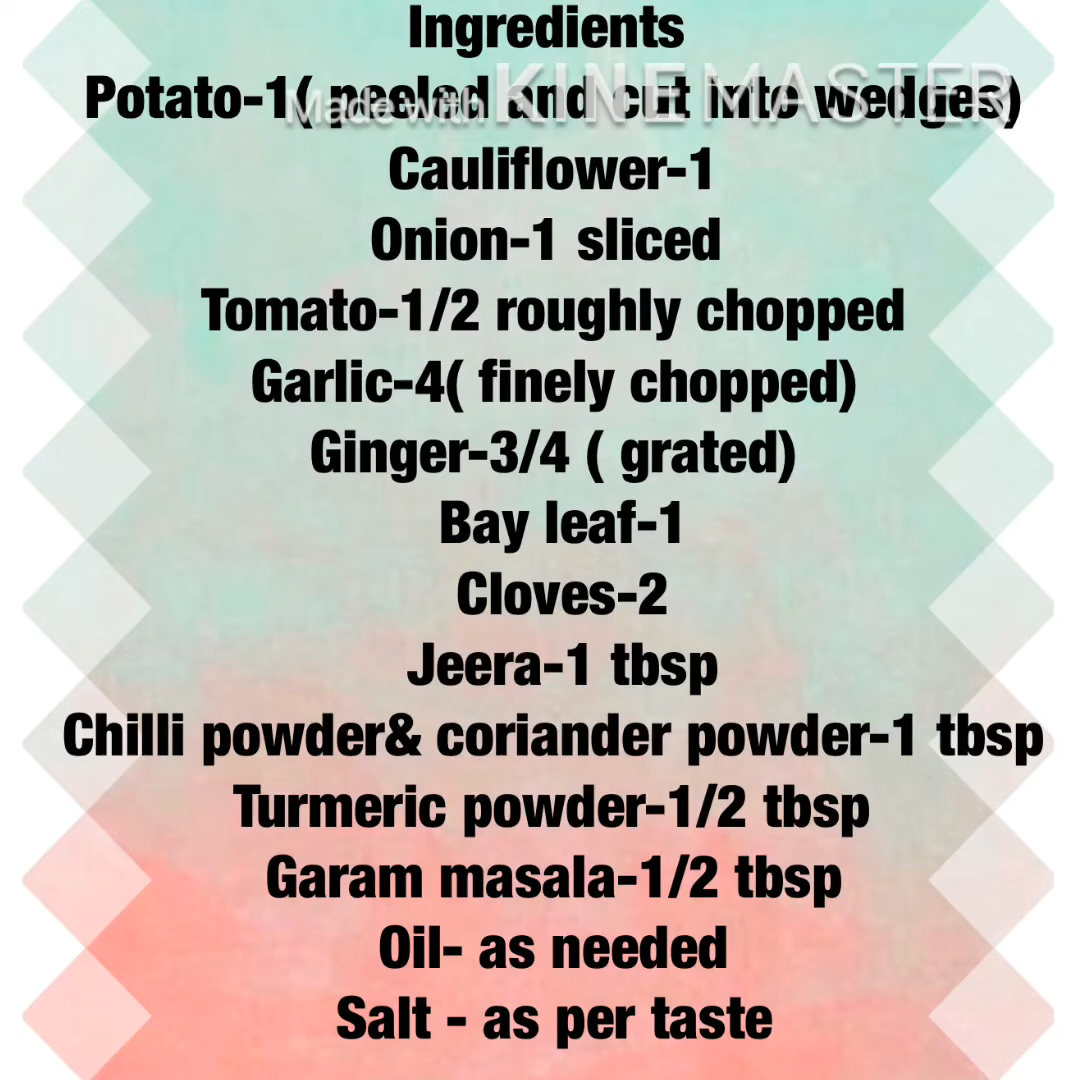 Ingredients
Potato-1( peeled and cut into wedges)
Made with KINEMASTER
Cauliflower-1
Onion-1 sliced
Tomato-1/2 roughly chopped
Garlic-4( finely chopped)
Ginger-3/4 ( grated)
Bay leaf-1
Cloves-2
Jeera-1 tbsp
Chilli powder& coriander powder-1 tbsp
Turmeric powder-1/2 tbsp
Garam masala-1/2 tbsp
Oil- as needed
Salt - as per taste